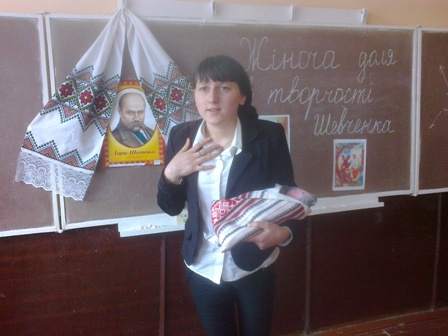 Жіноча доля
в творчості
Шевченка
Тарас Шевченко